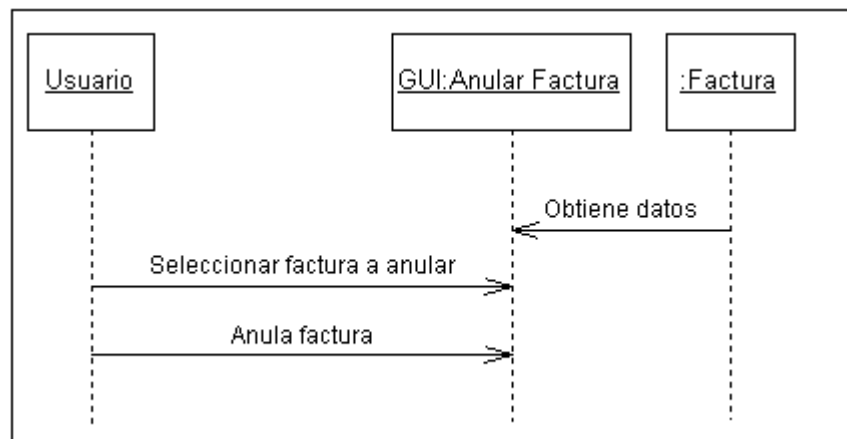 Usuario
GUI:Anular Factura
:Factura
Obtiene datos
Seleccionar factura a anular
Anula factura